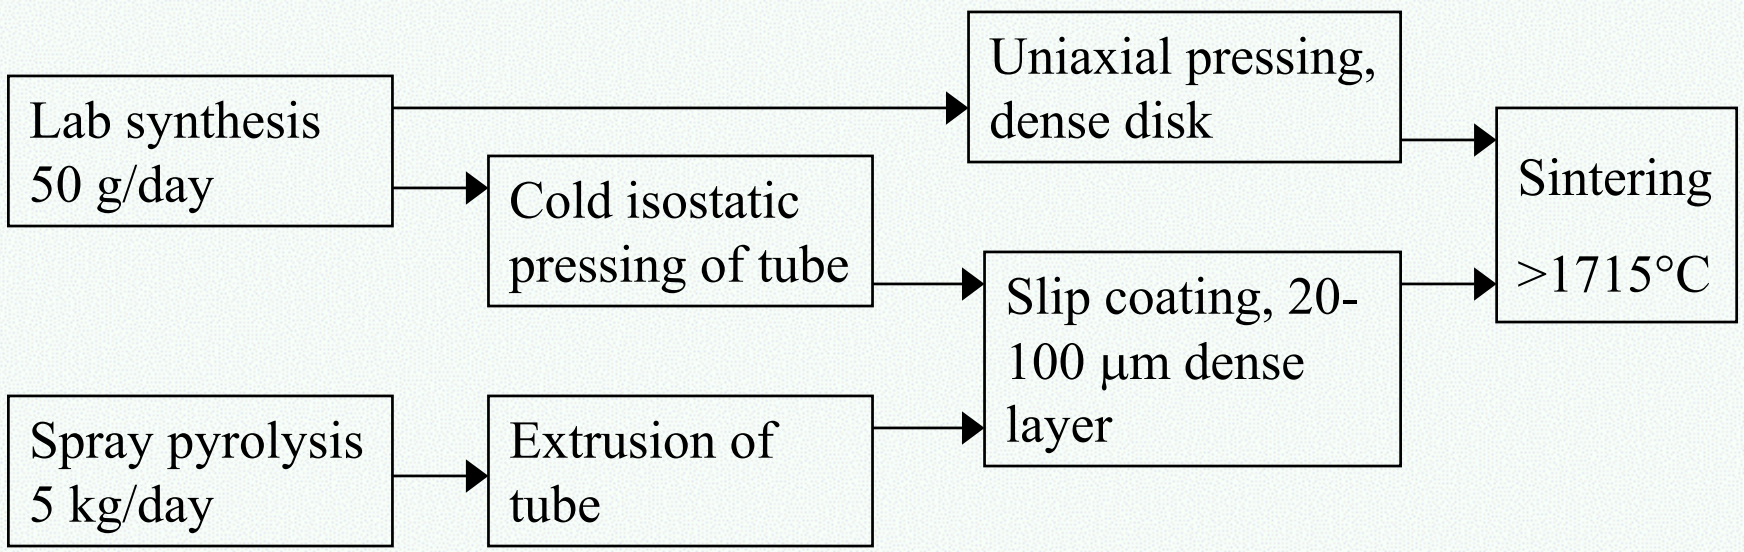 Lab synthesis
50 g/day
Uniaxial pressing,
dense disk
Cold isostatic
pressing of tube
Sintering
>1715°C
Slip coating, 20-
100 μm dense
layer
Spray pyrolysis
5 kg/day
Extrusion of
tube